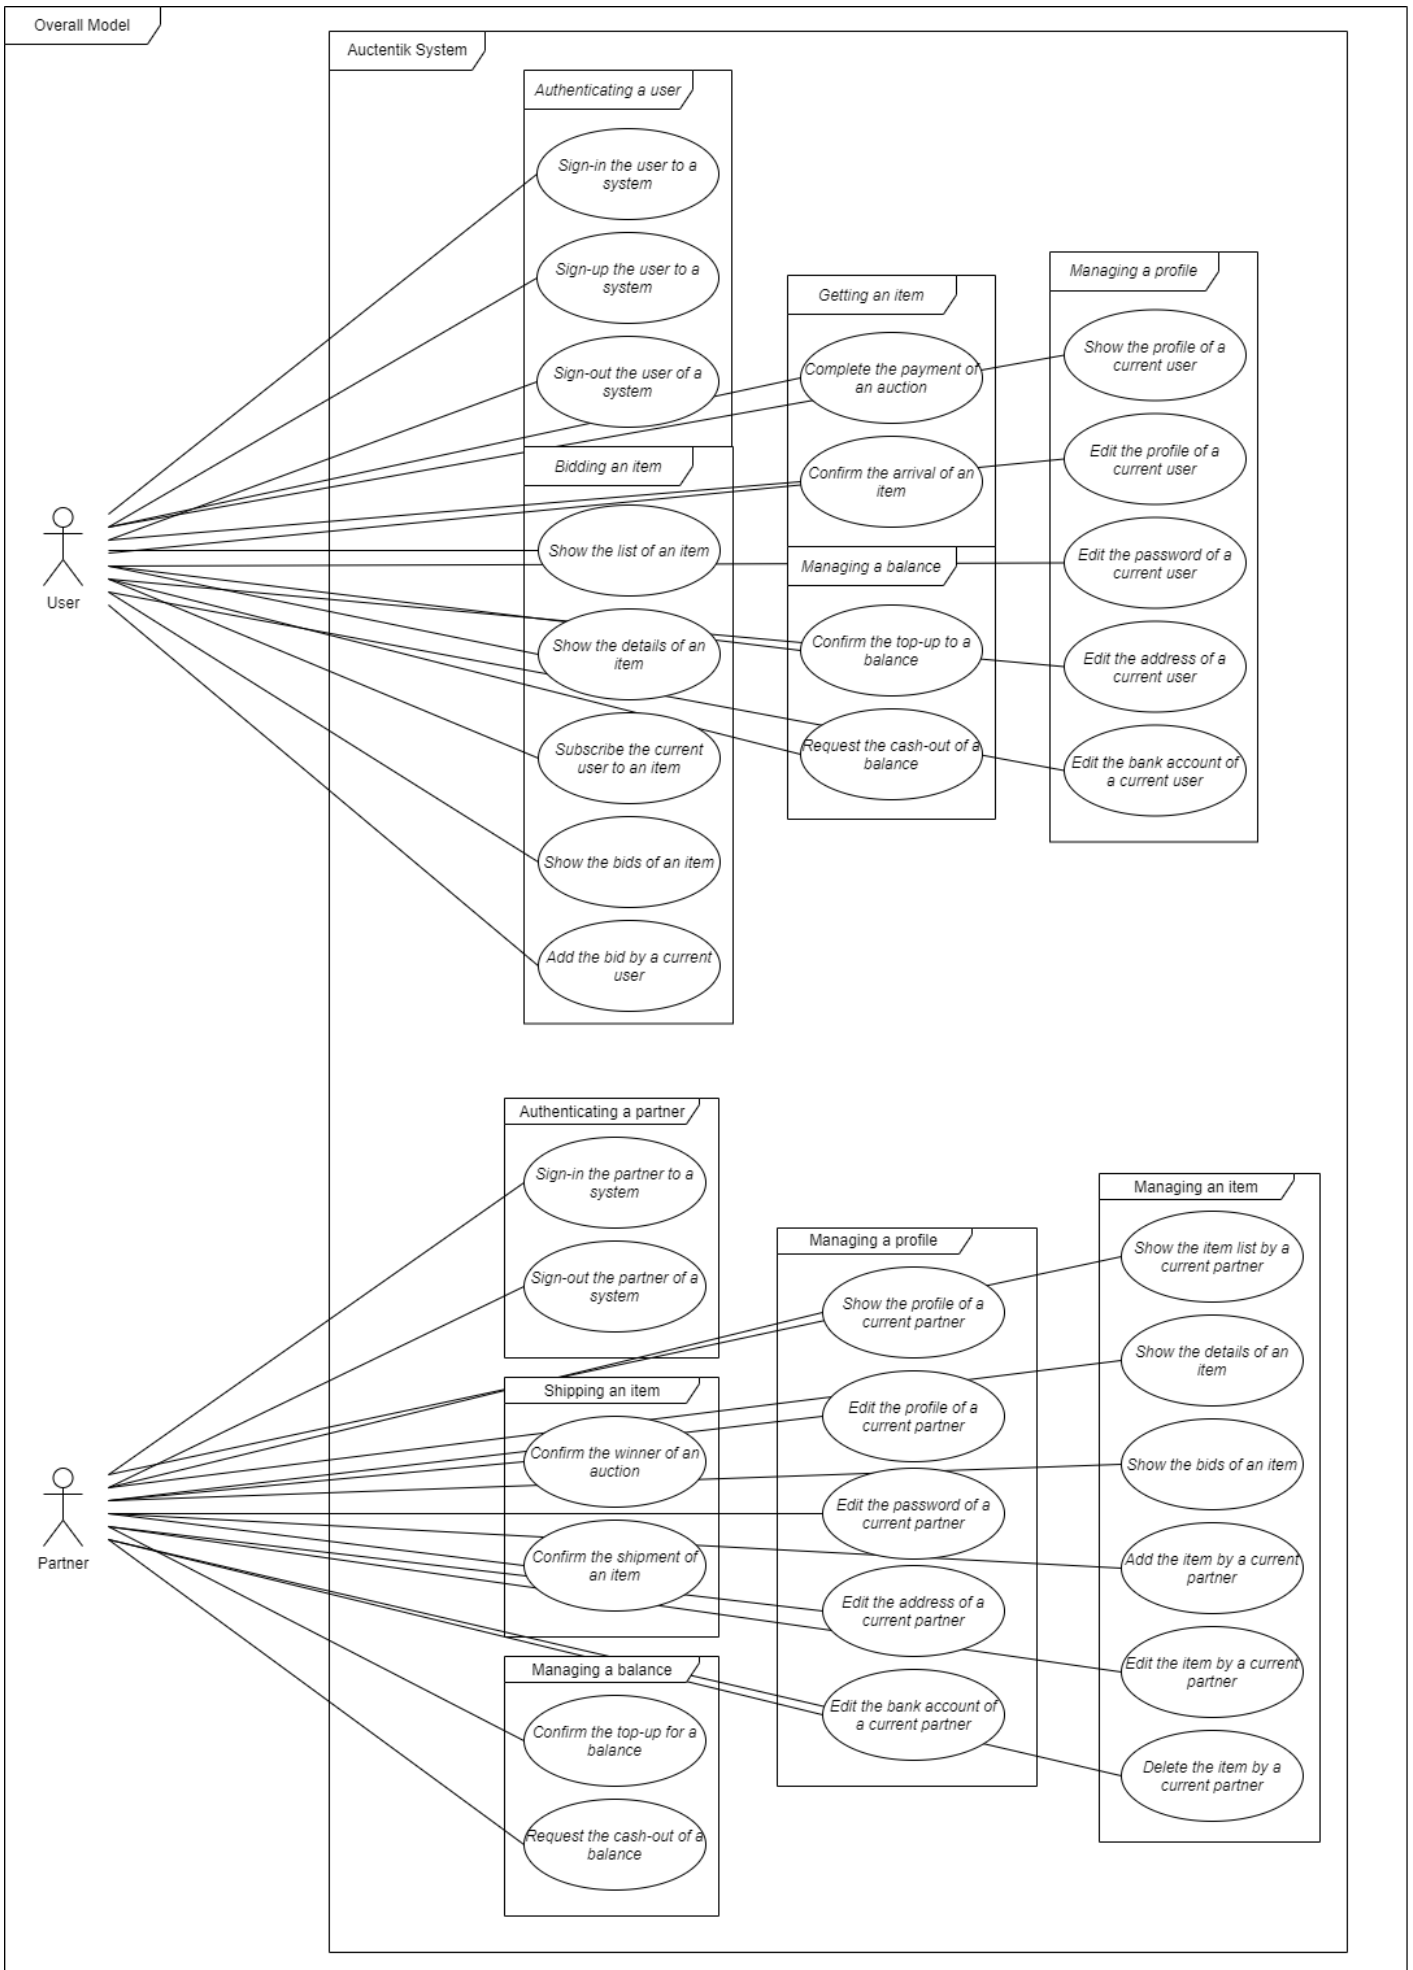 Overall Model
Auctentik System
Authenticating a user
Sign-in the user to a
system
Sign-up the user to a
system
Sign-out the user of a
system
Bidding an item
Show the list of an item
Show the details of an
item
Subscribe the current
user to an item
Show the bids of an item
Add the bid by a current
user
Getting an item
Complete the payment of
an auction
Confirm the arrival of an
item
Managing a balance
Confirm the top-up to a
balance
Request the cash-out of a
balance
Managing a profile
Show the profile of a
current user
Edit the profile of a
current user
Edit the password of a
current user
Edit the address of a
current user
Edit the bank account of
a current user
User
Authenticating a partner
Sign-in the partner to a
system
Sign-out the partner of a
system
Shipping an item
Confirm the winner of an
auction
Confirm the shipment of
an item
Managing a balance
Confirm the top-up for a
balance
Request the cash-out of a
balance
Managing a profile
Show the profile of a
current partner
Edit the profile of a
current partner
Edit the password of a
current partner
Edit the address of a
current partner
Edit the bank account of
a current partner
Managing an item
Show the item list by a
current partner
Show the details of an
item
Show the bids of an item
Add the item by a current
partner
Edit the item by a current
partner
Delete the item by a
current partner
Partner